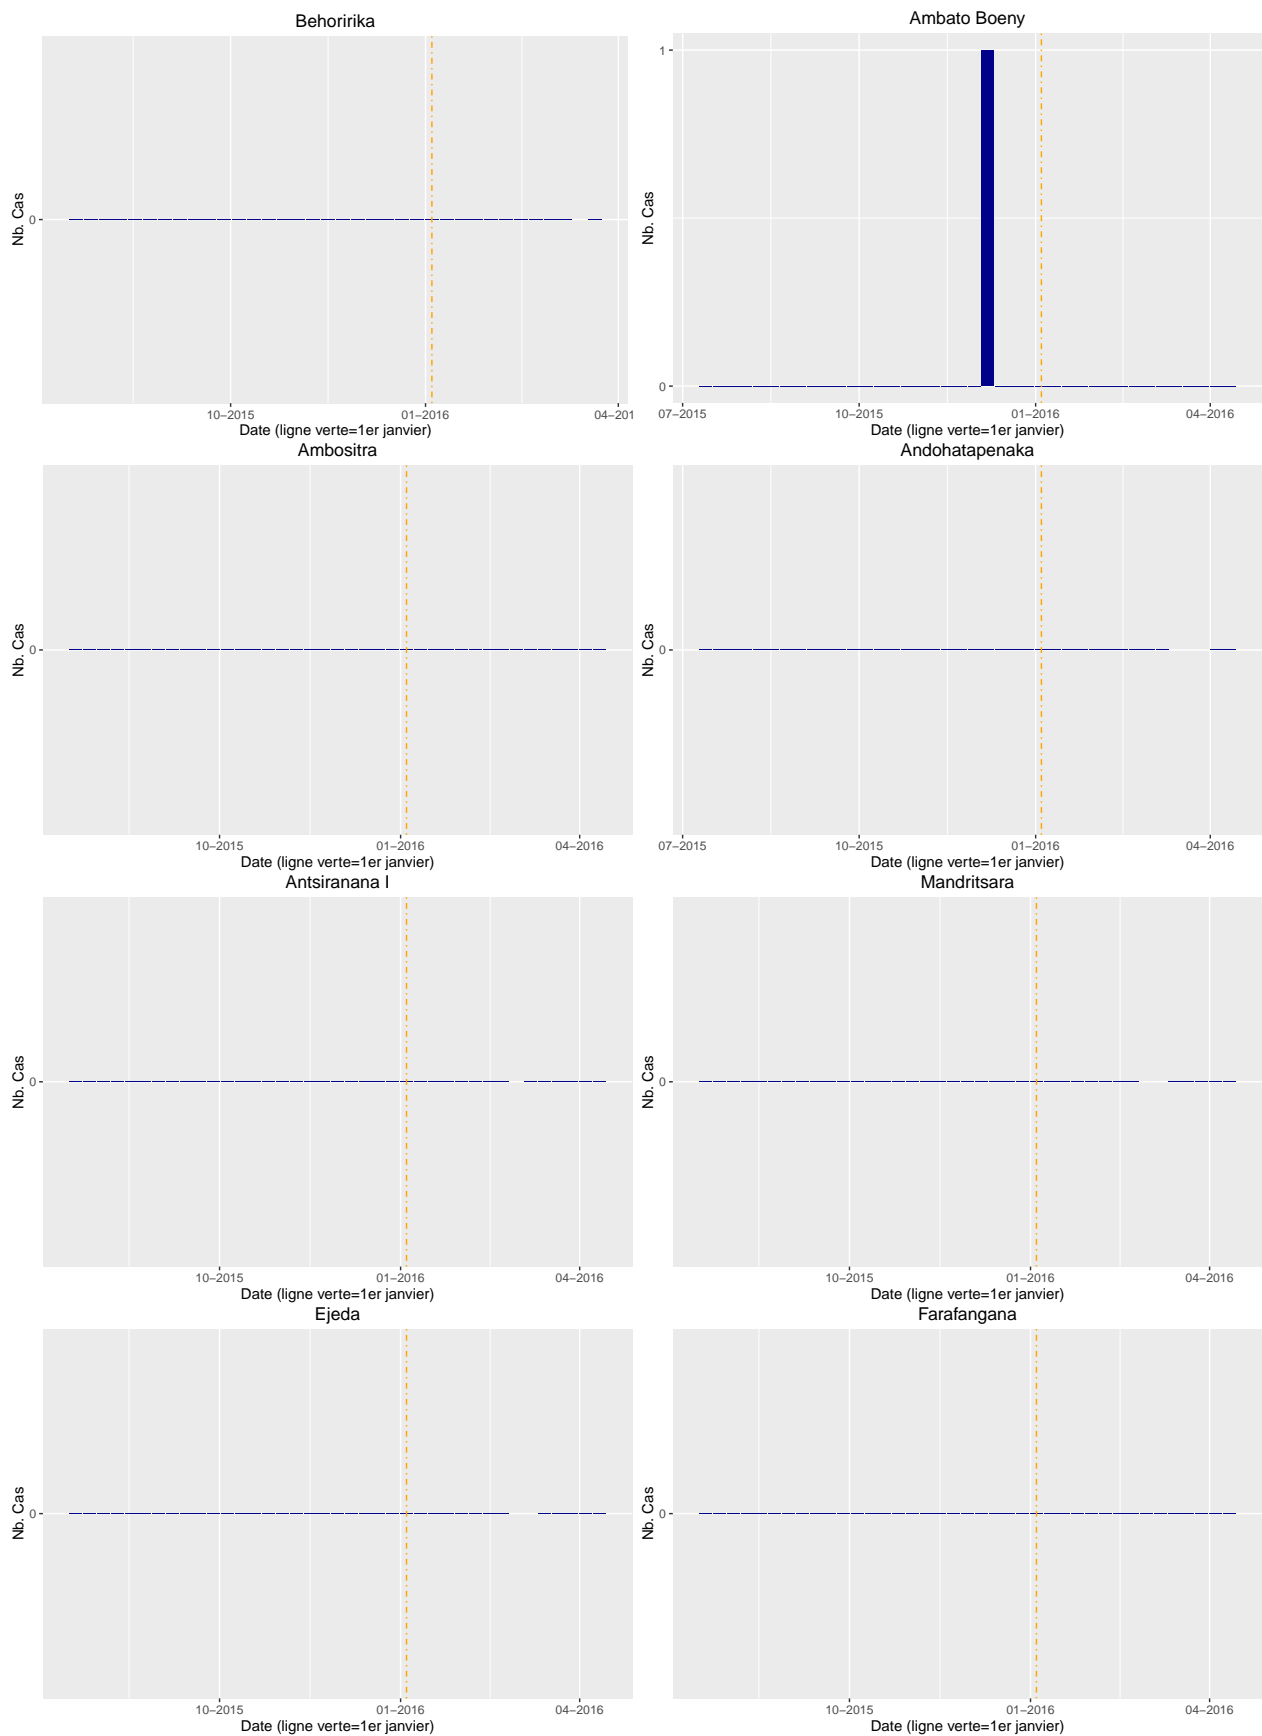 Behoririka
Nb. Cas
0
10–2015
01–2016
04–201
Date (ligne verte=1er janvier)
Ambato Boeny
Nb. Cas
1
0
07–2015
10–2015
01–2016
04–2016
Date (ligne verte=1er janvier)
Ambositra
Nb. Cas
0
10–2015
01–2016
04–2016
Date (ligne verte=1er janvier)
Andohatapenaka
Nb. Cas
0
07–2015
10–2015
01–2016
04–2016
Date (ligne verte=1er janvier)
Antsiranana I
Nb. Cas
0
10–2015
01–2016
04–2016
Date (ligne verte=1er janvier)
Mandritsara
Nb. Cas
0
10–2015
01–2016
04–2016
Date (ligne verte=1er janvier)
Ejeda
Nb. Cas
0
10–2015
01–2016
04–2016
Date (ligne verte=1er janvier)
Farafangana
Nb. Cas
0
10–2015
01–2016
04–2016
Date (ligne verte=1er janvier)